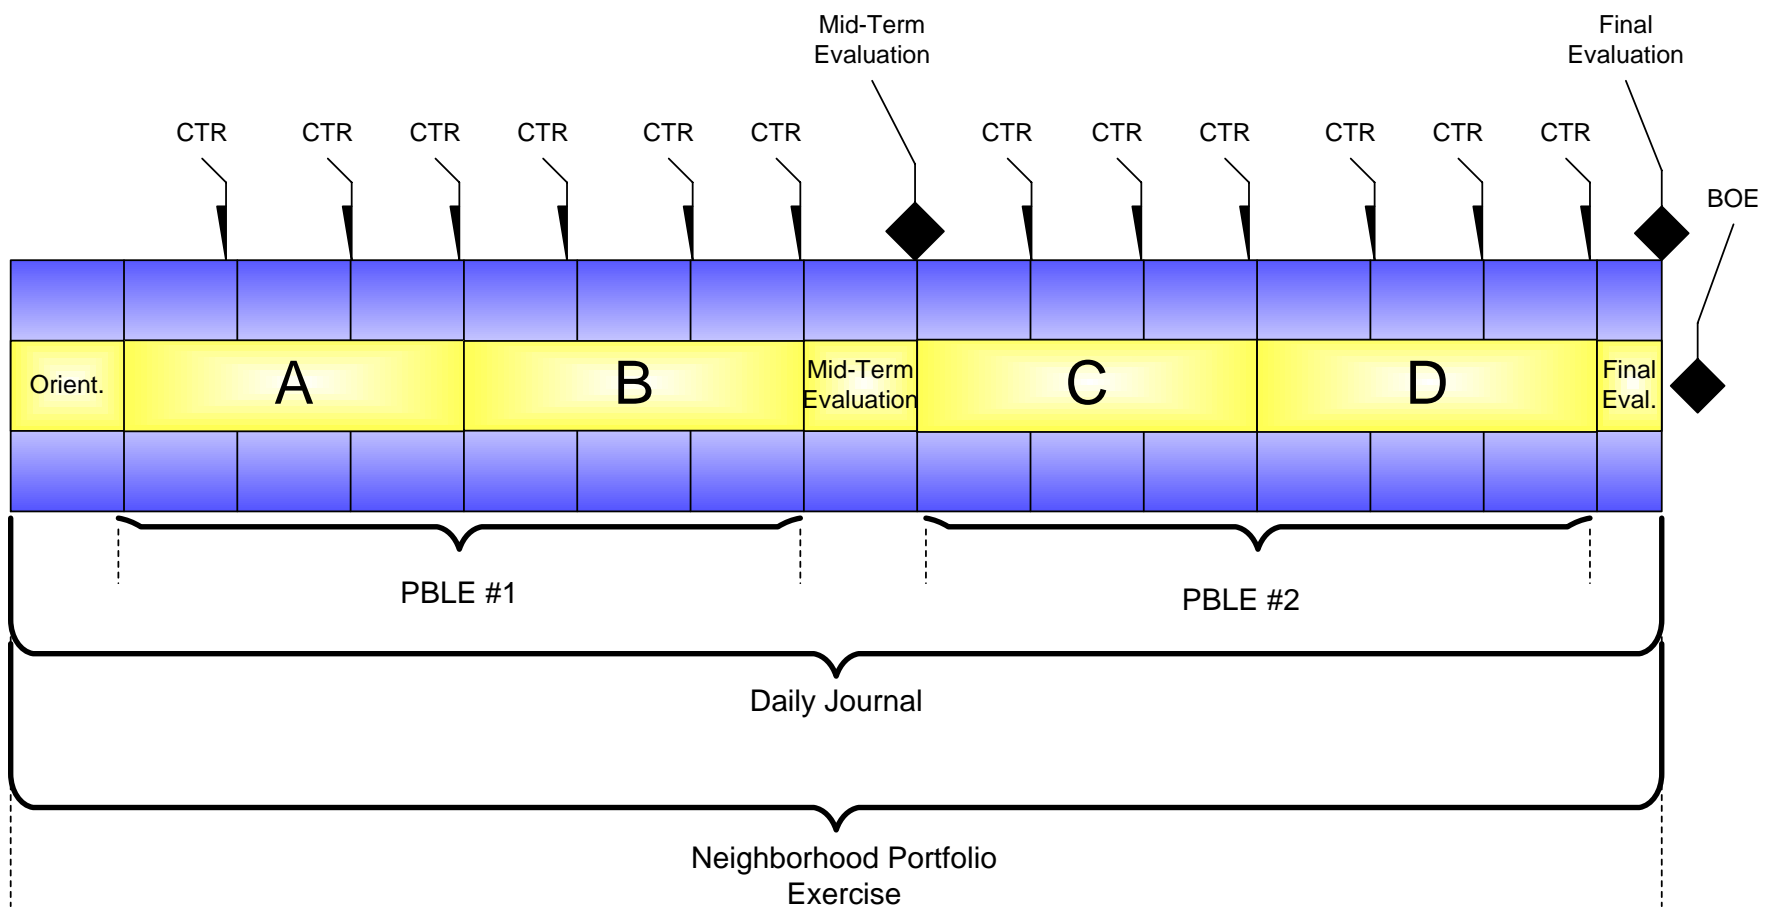 Mid-Term
Evaluation
Final
Evaluation
CTR
CTR
CTR
CTR
CTR
CTR
CTR
CTR
CTR
CTR
CTR
CTR
BOE
Orient.
A
B
Mid-Term
Evaluation
C
D
Final
Eval.
PBLE #1
PBLE #2
Daily Journal
Neighborhood Portfolio
Exercise